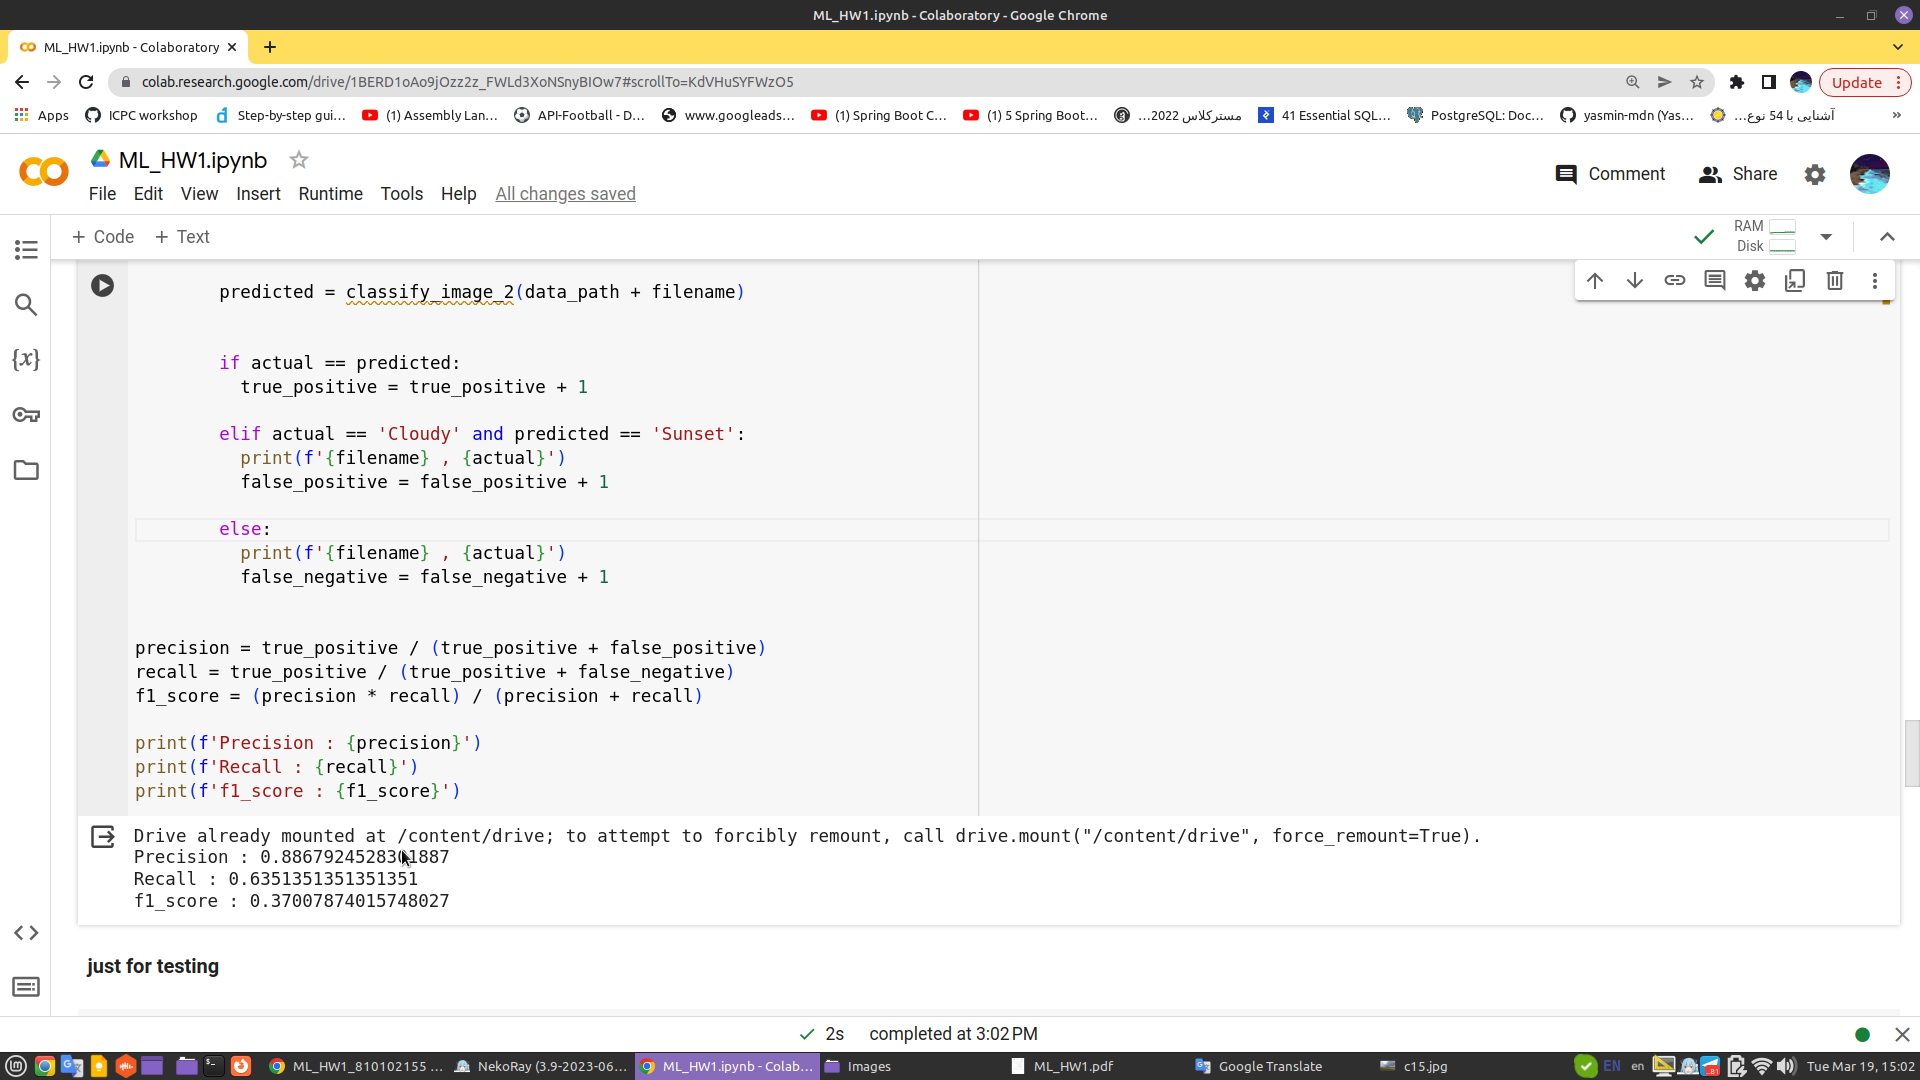 ML_HW1.ipynb - Colaboratory - Google Chrome
ML_HW1.ipynb - Colaboratory
colab.research.google.com/drive/1BERD1oAo9jOzz2z_FWLd3XoNSnyBIOw7#scrollTo=KdVHuSYFWzO5
Update
Apps ICPC workshop Step-by-step gui... (1) Assembly Lan... API-Football - D... www.googleads... (1) Spring Boot C... (1) 5 Spring Boot... مسترکلاس 2022... 41 Essential SQL... PostgreSQL: Doc... yasmin-mdn (Yas... آشنایی با 54 نوع... »
ML_HW1.ipynb
Comment Share
File Edit View Insert Runtime Tools Help All changes saved
+ Code + Text
RAM
Disk
predicted = classify_image_2(data_path + filename)
if actual == predicted:
true_positive = true_positive + 1
elif actual == 'Cloudy' and predicted == 'Sunset':
print(f'{filename} , {actual}')
false_positive = false_positive + 1
else:
print(f'{filename} , {actual}')
false_negative = false_negative + 1
precision = true_positive / (true_positive + false_positive)
recall = true_positive / (true_positive + false_negative)
f1_score = (precision * recall) / (precision + recall)
print(f'Precision : {precision}')
print(f'Recall : {recall}')
print(f'f1_score : {f1_score}')
Drive already mounted at /content/drive; to attempt to forcibly remount, call drive.mount("/content/drive", force_remount=True).
Precision : 0.8867924528301887
Recall : 0.6351351351351351
f1_score : 0.37007874015748027
just for testing
2s completed at 3:02 PM
ML_HW1_810102155 ... NekoRay (3.9-2023-06... ML_HW1.ipynb - Colab... Images ML_HW1.pdf Google Translate c15.jpg EN en Tue Mar 19, 15:02